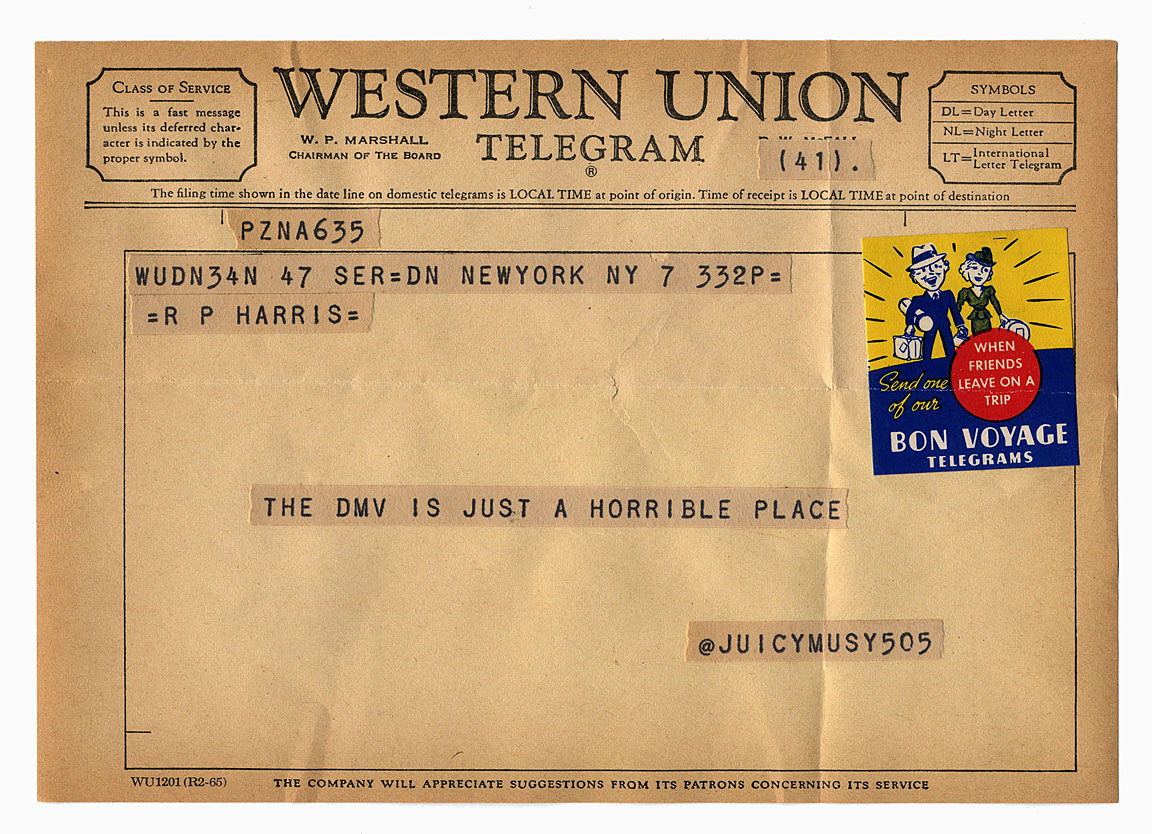 CLASS OF SERVICE
This is a fast message
unless its deferred char-
acter is indicated by the
proper symbol.
WESTERN UNION
TELEGRAM
®
W. P. MARSHALL
CHAIRMAN OF THE BOARD
(41).
SYMBOLS
DL=Day Letter
NL=Night Letter
LT=International
Letter Telegram
The filing time shown in the date line on domestic telegrams is LOCAL TIME at point of origin. Time of receipt is LOCAL TIME at point of destination
PZNA635
WUDN34N 47 SER=DN NEWYORK NY 7 332P=
=R P HARRIS=
WHEN
FRIENDS
LEAVE ON A
TRIP
Send one
of our
BON VOYAGE
TELEGRAMS
THE DMV IS JUST A HORRIBLE PLACE
@JUICYMUSY505
WU1201 (R2-65)
THE COMPANY WILL APPRECIATE SUGGESTIONS FROM ITS PATRONS CONCERNING ITS SERVICE